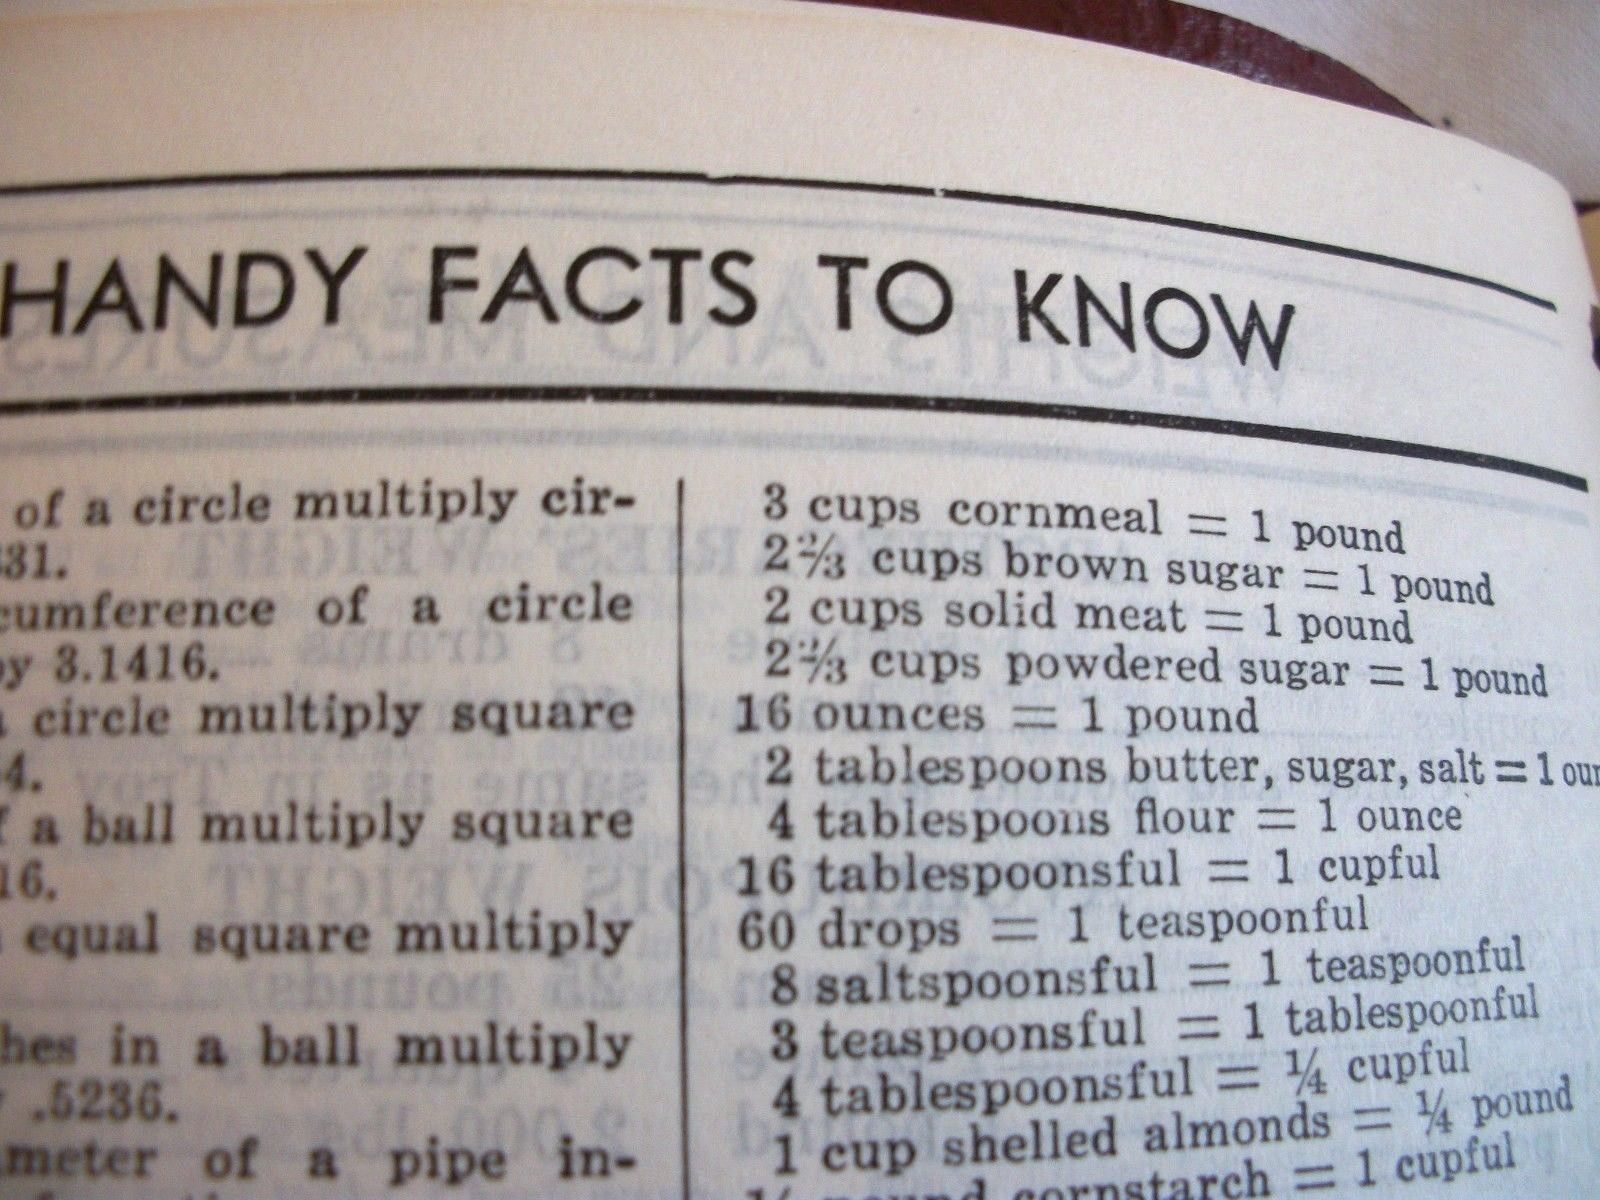 HANDY FACTS TO KNOW
of a circle multiply cir-
31.
cumference of a circle
by 3.1416.
circle multiply square
4.
a ball multiply square
16.
equal square multiply
hes in a ball multiply
.5236.
meter of a pipe in-
3 cups cornmeal = 1 pound
2⅔ cups brown sugar = 1 pound
2 cups solid meat = 1 pound
2⅔ cups powdered sugar = 1 pound
16 ounces = 1 pound
2 tablespoons butter, sugar, salt = 1 oun
4 tablespoons flour = 1 ounce
16 tablespoonsful = 1 cupful
60 drops = 1 teaspoonful
8 saltspoonsful = 1 teaspoonful
3 teaspoonsful = 1 tablespoonful
4 tablespoonsful = ¼ cupful
1 cup shelled almonds = ¼ pound
pound cornstarch = 1 cupful